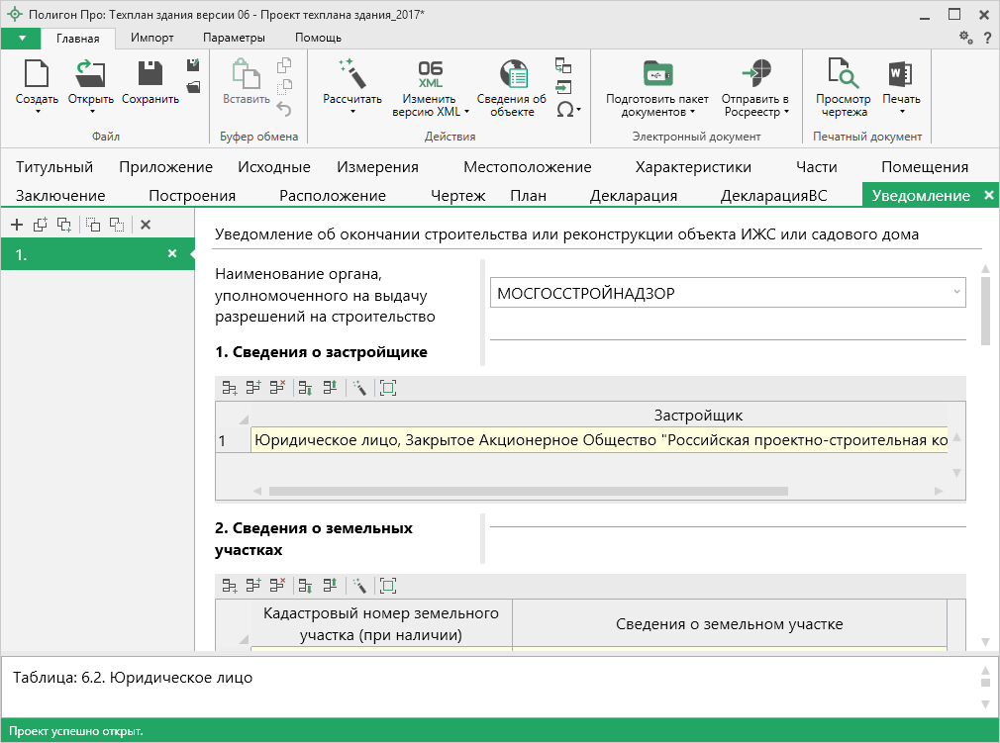 Полигон Про: Техплан здания версии 06 - Проект техплана здания_2017*
Главная Импорт Параметры Помощь
Создать Открыть Сохранить
Файл
Вставить
Буфер обмена
Рассчитать
06 XML
Изменить версию XML
Сведения об объекте
Действия
Подготовить пакет документов
Отправить в Росреестр
Электронный документ
Просмотр чертежа
W
Печать
Печатный документ
Титульный Приложение Исходные Измерения Местоположение Характеристики Части Помещения
Заключение Построения Расположение Чертеж План Декларация ДекларацияВС Уведомление
1.
Уведомление об окончании строительства или реконструкции объекта ИЖС или садового дома
Наименование органа,
уполномоченного на выдачу
разрешений на строительство
МОСГОССТРОЙНАДЗОР
1. Сведения о застройщике
Застройщик
1 Юридическое лицо, Закрытое Акционерное Общество "Российская проектно-строительная ко
2. Сведения о земельных
участках
Кадастровый номер земельного
участка (при наличии)
Сведения о земельном участке
Таблица: 6.2. Юридическое лицо
Проект успешно открыт.